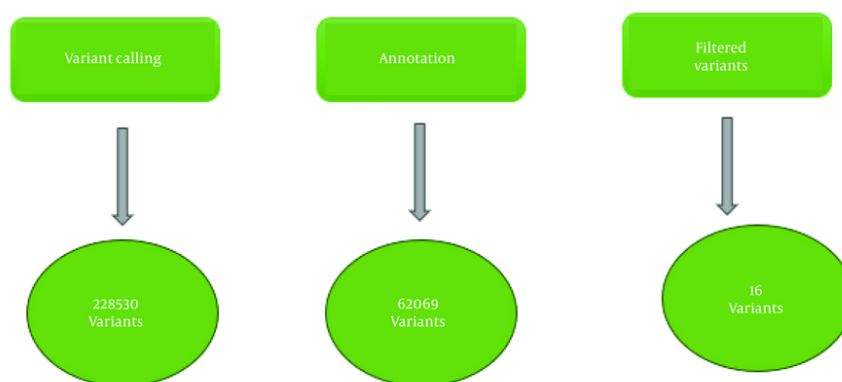 Variant calling
Annotation
Filtered
variants
228530
Variants
62069
Variants
16
Variants